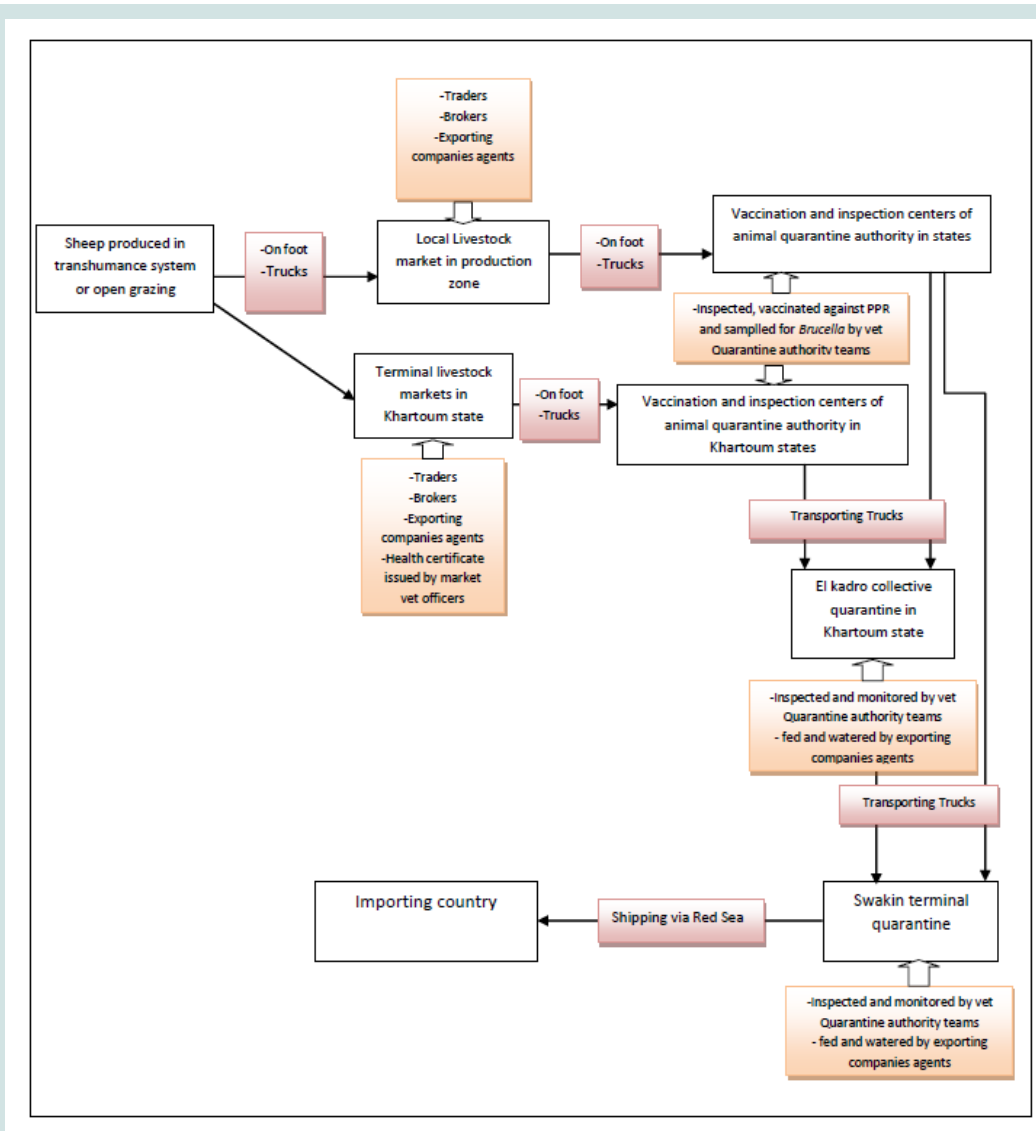 -Traders
-Brokers
-Exporting
companies agents
Sheep produced in
transhumance system
or open grazing
-On foot
-Trucks
Local Livestock
market in production
zone
-On foot
-Trucks
Vaccination and inspection centers of
animal quarantine authority in states
-Inspected, vaccinated against PPR
and samplled for Brucella by vet
Quarantine authority teams
Terminal livestock
markets in
Khartoum state
-On foot
-Trucks
Vaccination and inspection centers of
animal quarantine authority in
Khartoum states
-Traders
-Brokers
-Exporting
companies agents
-Health certificate
issued by market
vet officers
Transporting Trucks
El kadro collective
quarantine in
Khartoum state
-Inspected and monitored by vet
Quarantine authority teams
- fed and watered by exporting
companies agents
Transporting Trucks
Importing country
Shipping via Red Sea
Swakin terminal
quarantine
-Inspected and monitored by vet
Quarantine authority teams
- fed and watered by exporting
companies agents